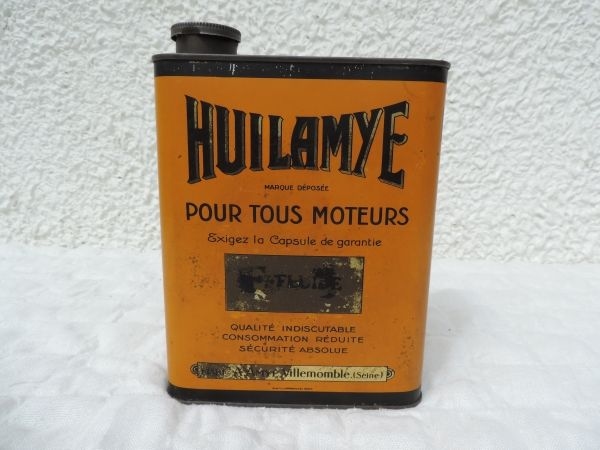 HUILAMYE
MARQUE DÉPOSÉE
POUR TOUS MOTEURS
Exigez la Capsule de garantie
FLUIDE
QUALITÉ INDISCUTABLE
CONSOMMATION RÉDUITE
SÉCURITÉ ABSOLUE
Villemomble.(Seine)